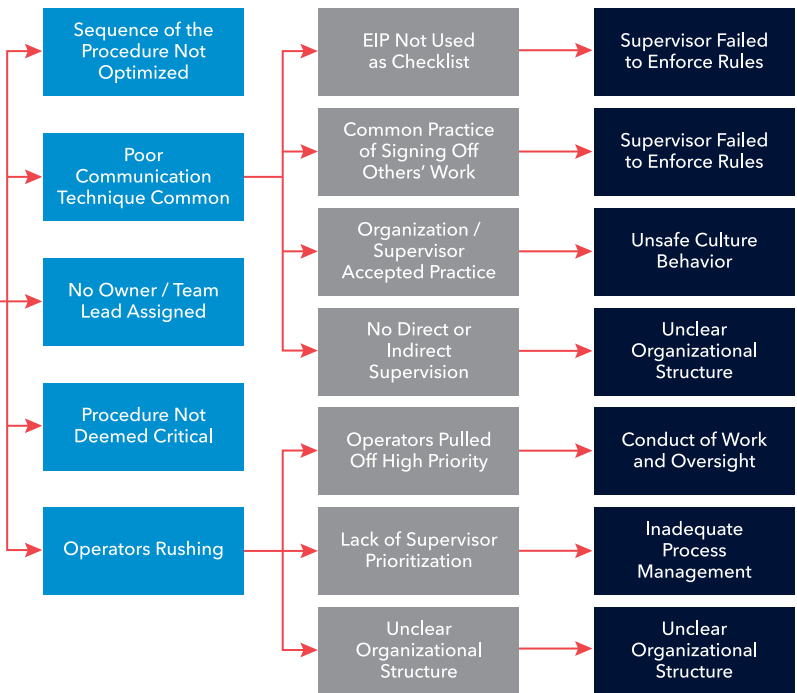 Sequence of the
Procedure Not
Optimized
Poor
Communication
Technique Common
No Owner / Team
Lead Assigned
Procedure Not
Deemed Critical
Operators Rushing
EIP Not Used
as Checklist
Common Practice
of Signing Off
Others’ Work
Organization /
Supervisor
Accepted Practice
No Direct or
Indirect
Supervision
Operators Pulled
Off High Priority
Lack of Supervisor
Prioritization
Unclear
Organizational
Structure
Supervisor Failed
to Enforce Rules
Supervisor Failed
to Enforce Rules
Unsafe Culture
Behavior
Unclear
Organizational
Structure
Conduct of Work
and Oversight
Inadequate
Process
Management
Unclear
Organizational
Structure